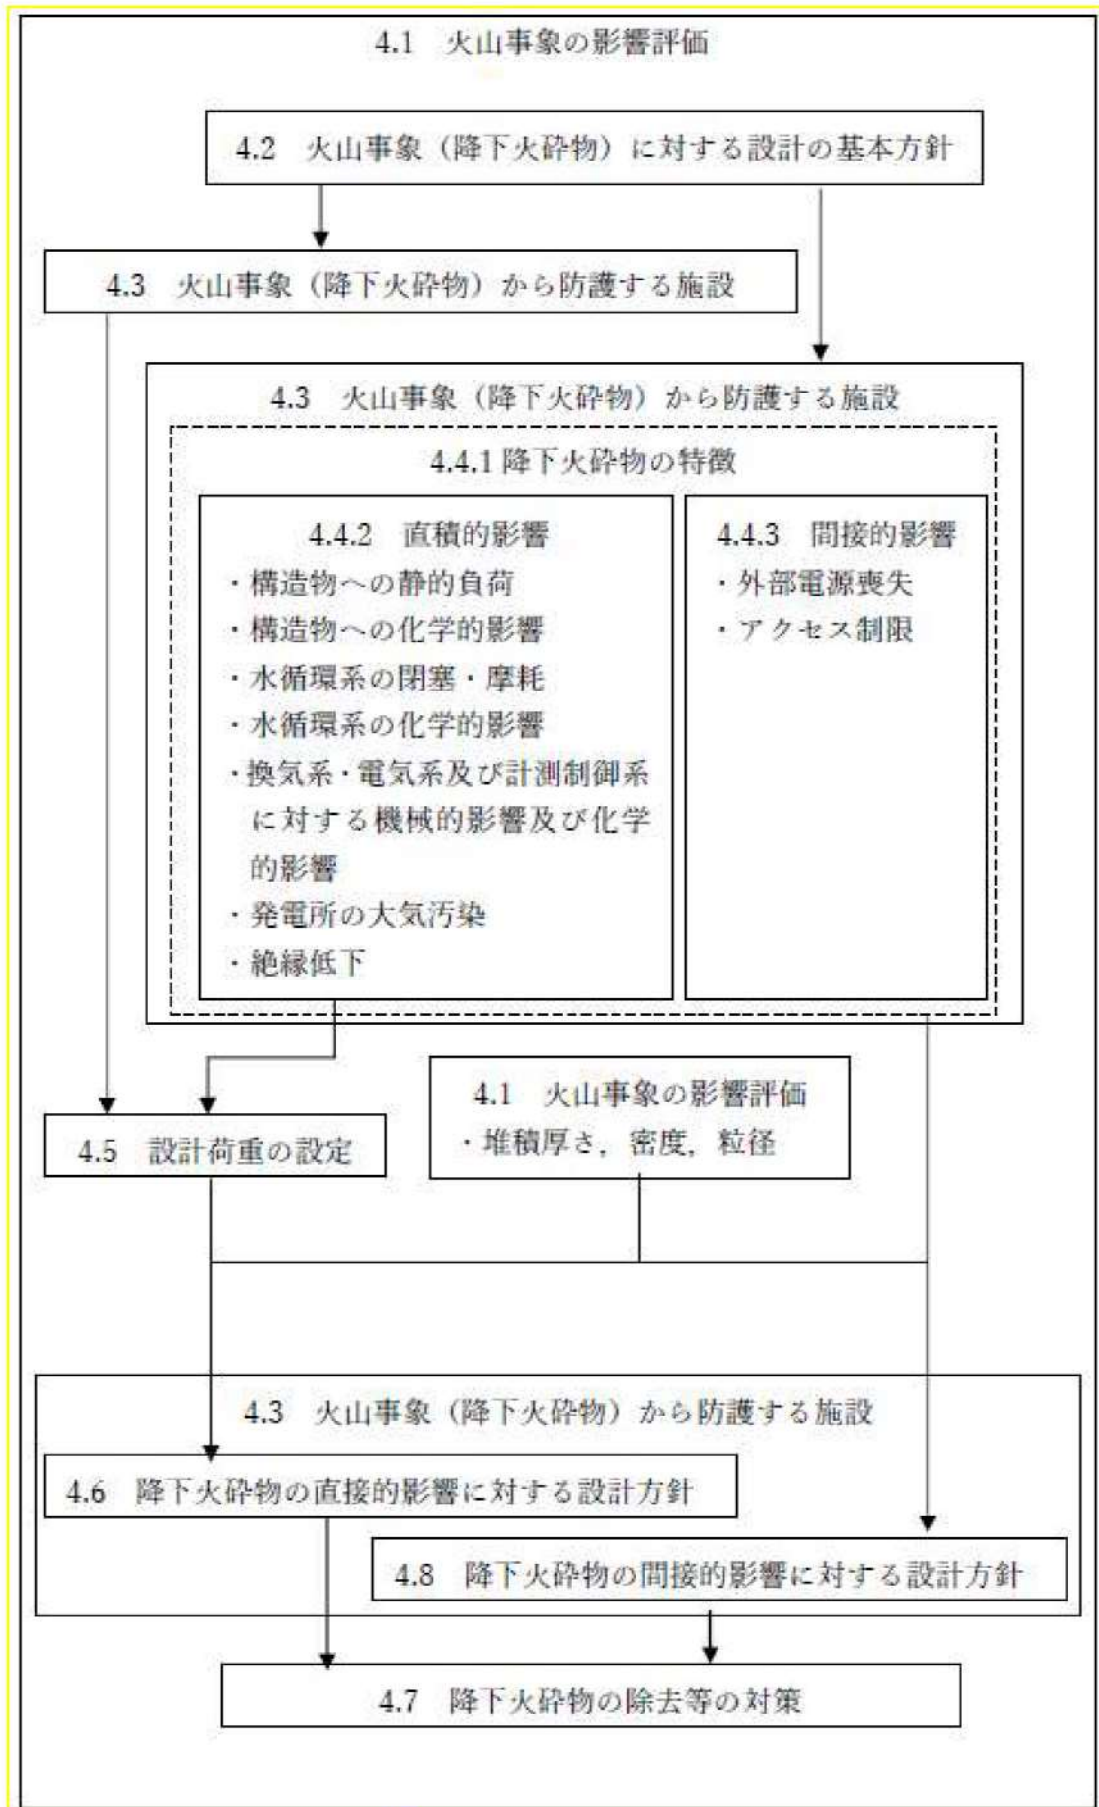 4.1 火山事象の影響評価
4.2 火山事象（降下火砕物）に対する設計の基本方針
4.3 火山事象（降下火砕物）から防護する施設
4.3 火山事象（降下火砕物）から防護する施設
4.4.1 降下火砕物の特徴
4.4.2 直積的影響
・構造物への静的負荷
・構造物への化学的影響
・水循環系の閉塞・摩耗
・水循環系の化学的影響
・換気系・電気系及び計測制御系
に対する機械的影響及び化学
的影響
・発電所の大気汚染
・絶縁低下
4.4.3 間接的影響
・外部電源喪失
・アクセス制限
4.1 火山事象の影響評価
・堆積厚さ，密度，粒径
4.5 設計荷重の設定
4.3 火山事象（降下火砕物）から防護する施設
4.6 降下火砕物の直接的影響に対する設計方針
4.8 降下火砕物の間接的影響に対する設計方針
4.7 降下火砕物の除去等の対策